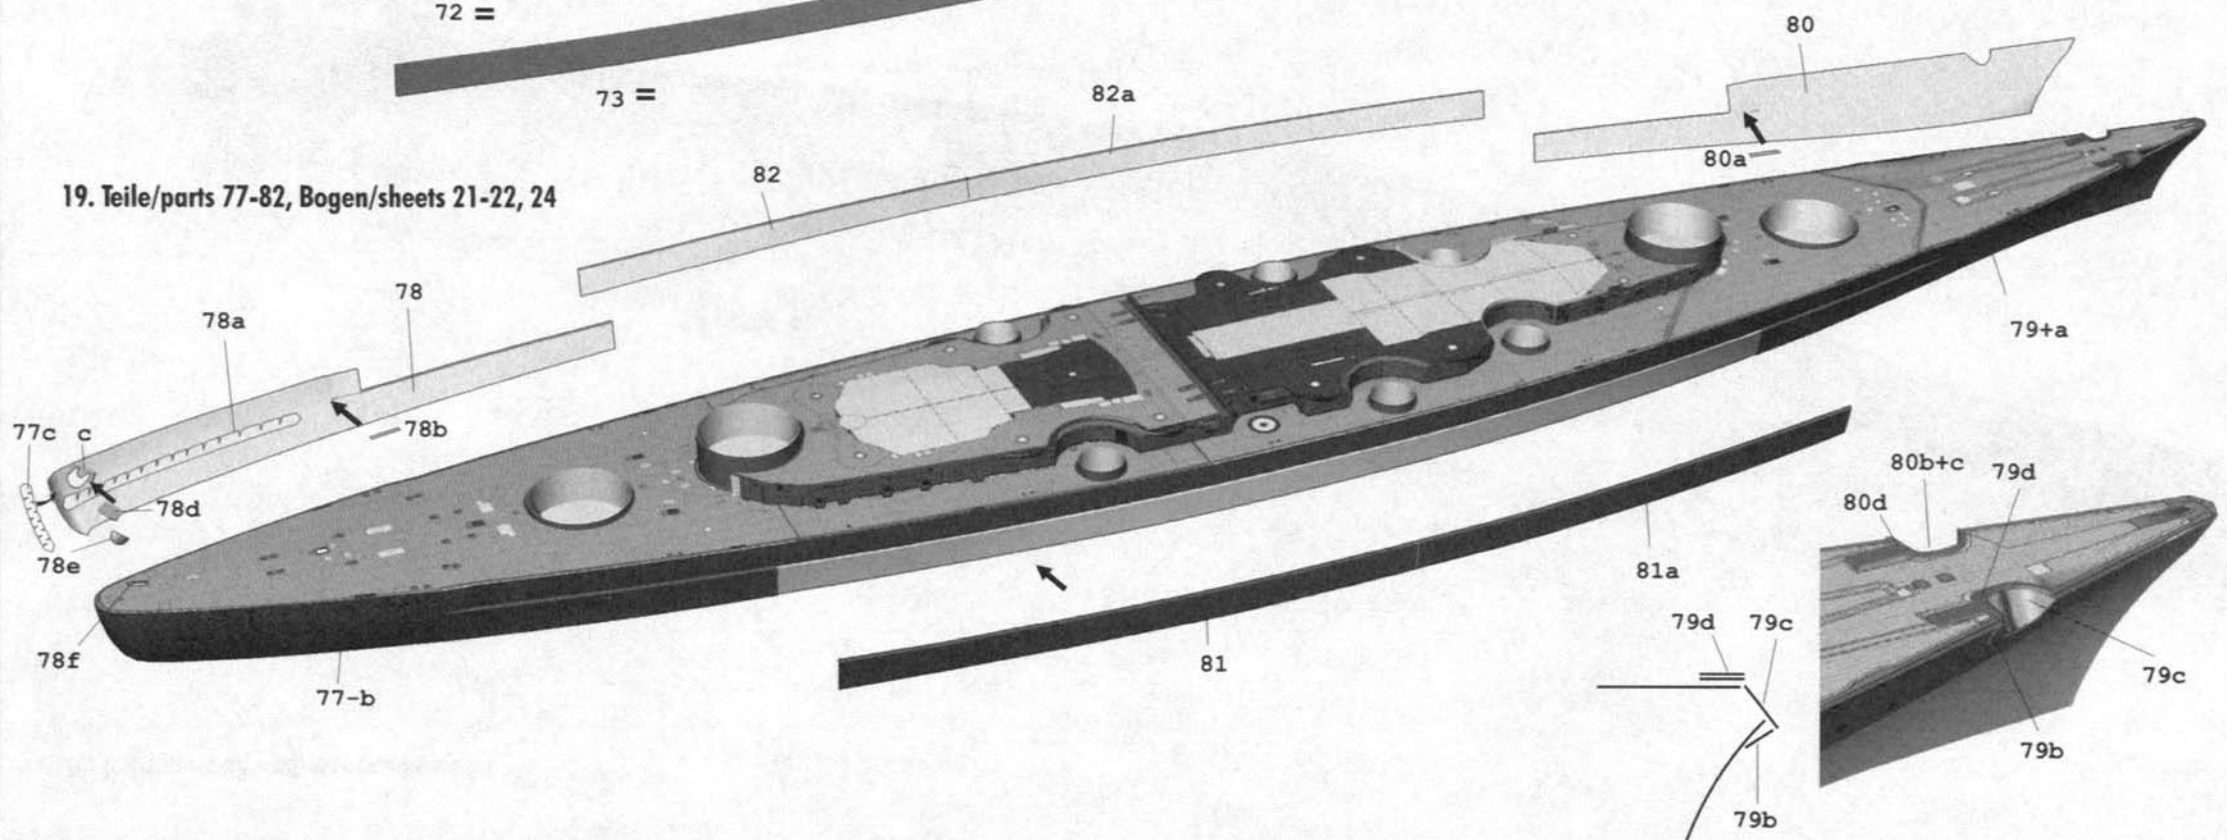 72 =
80
73 =
82a
80a
82
19. Teile/parts 77-82, Bogen/sheets 21-22, 24
78
78a
79+a
77c c
78b
80b+c 79d
80d
78d
78e
81a
79d 79c
78f
81
79c
77-b
79b
79b